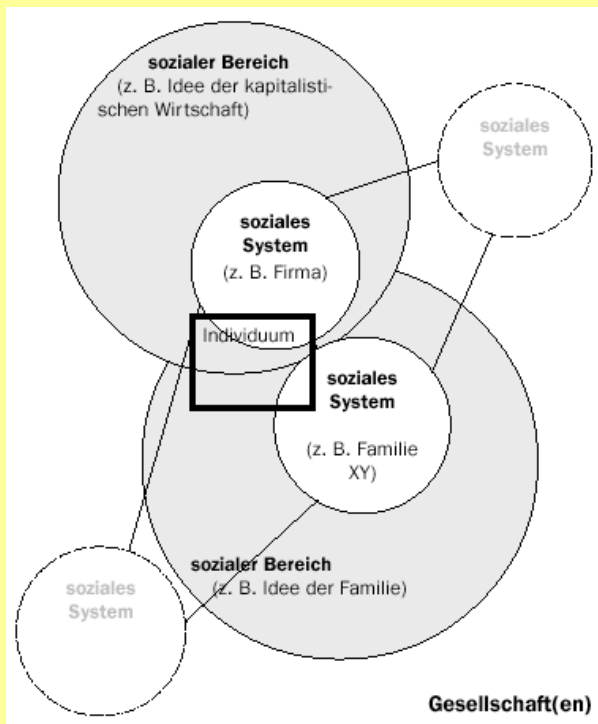 sozialer Bereich
(z. B. Idee der kapitalisti-
schen Wirtschaft)
soziales
System
soziales
System
(z. B. Firma)
Individuum
soziales
System
(z. B. Familie
XY)
sozialer Bereich
(z. B. Idee der Familie)
soziales
System
Gesellschaft(en)